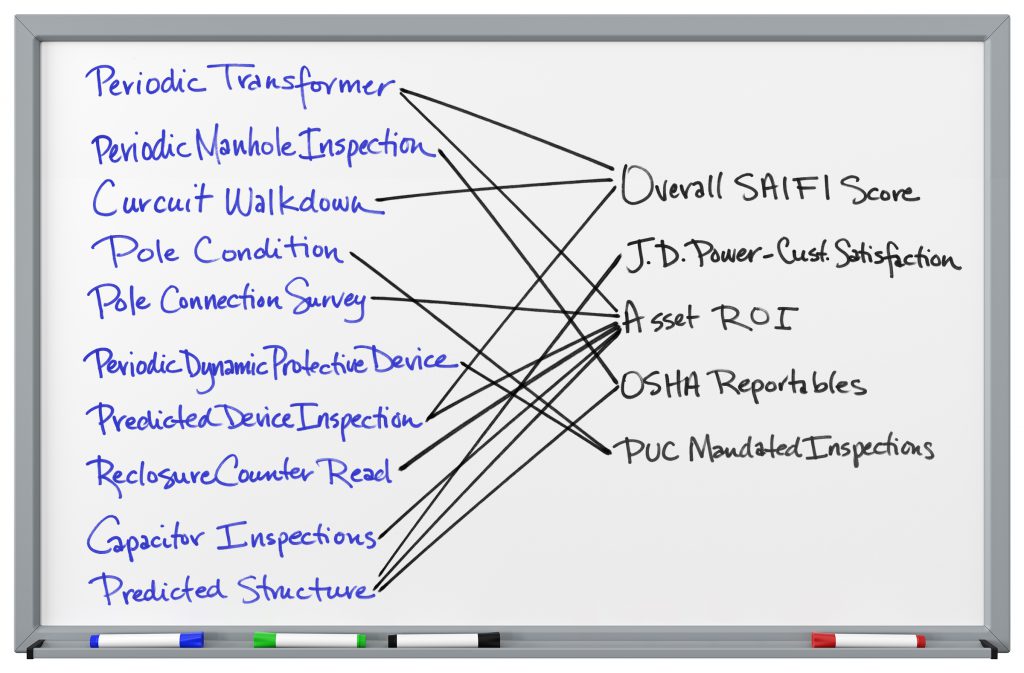 Periodic Transformer
Periodic Manhole Inspection
Curcuit Walkdown
Pole Condition
Pole Connection Survey
Periodic Dynamic Protective Device
Predicted Device Inspection
Reclosure Counter Read
Capacitor Inspections
Predicted Structure
Overall SAIFI Score
J.D. Power-Cust. Satisfaction
Asset ROI
OSHA Reportables
PUC Mandated Inspections